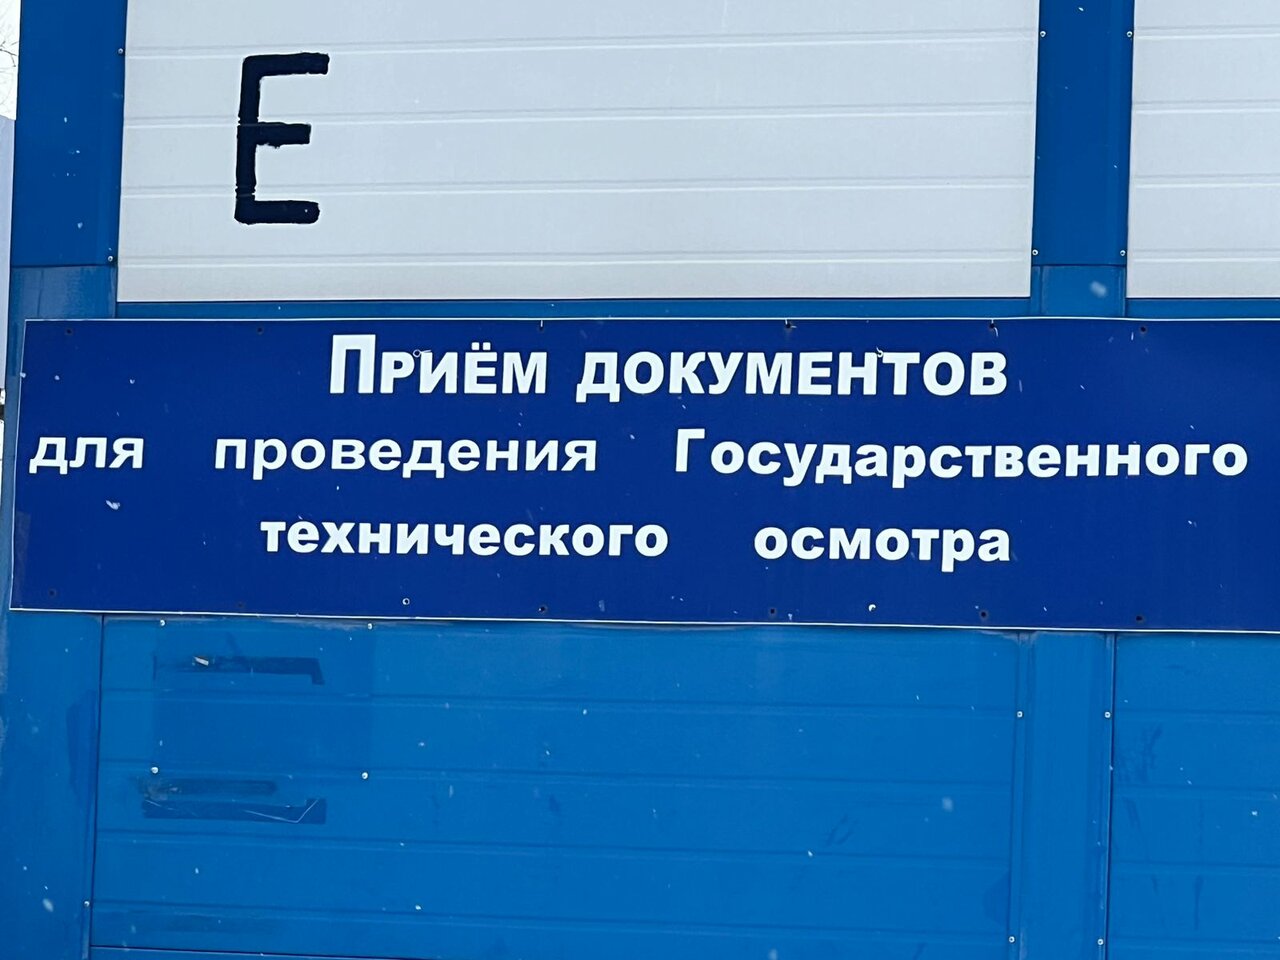 Е
Приём документов
для проведения Государственного
технического осмотра